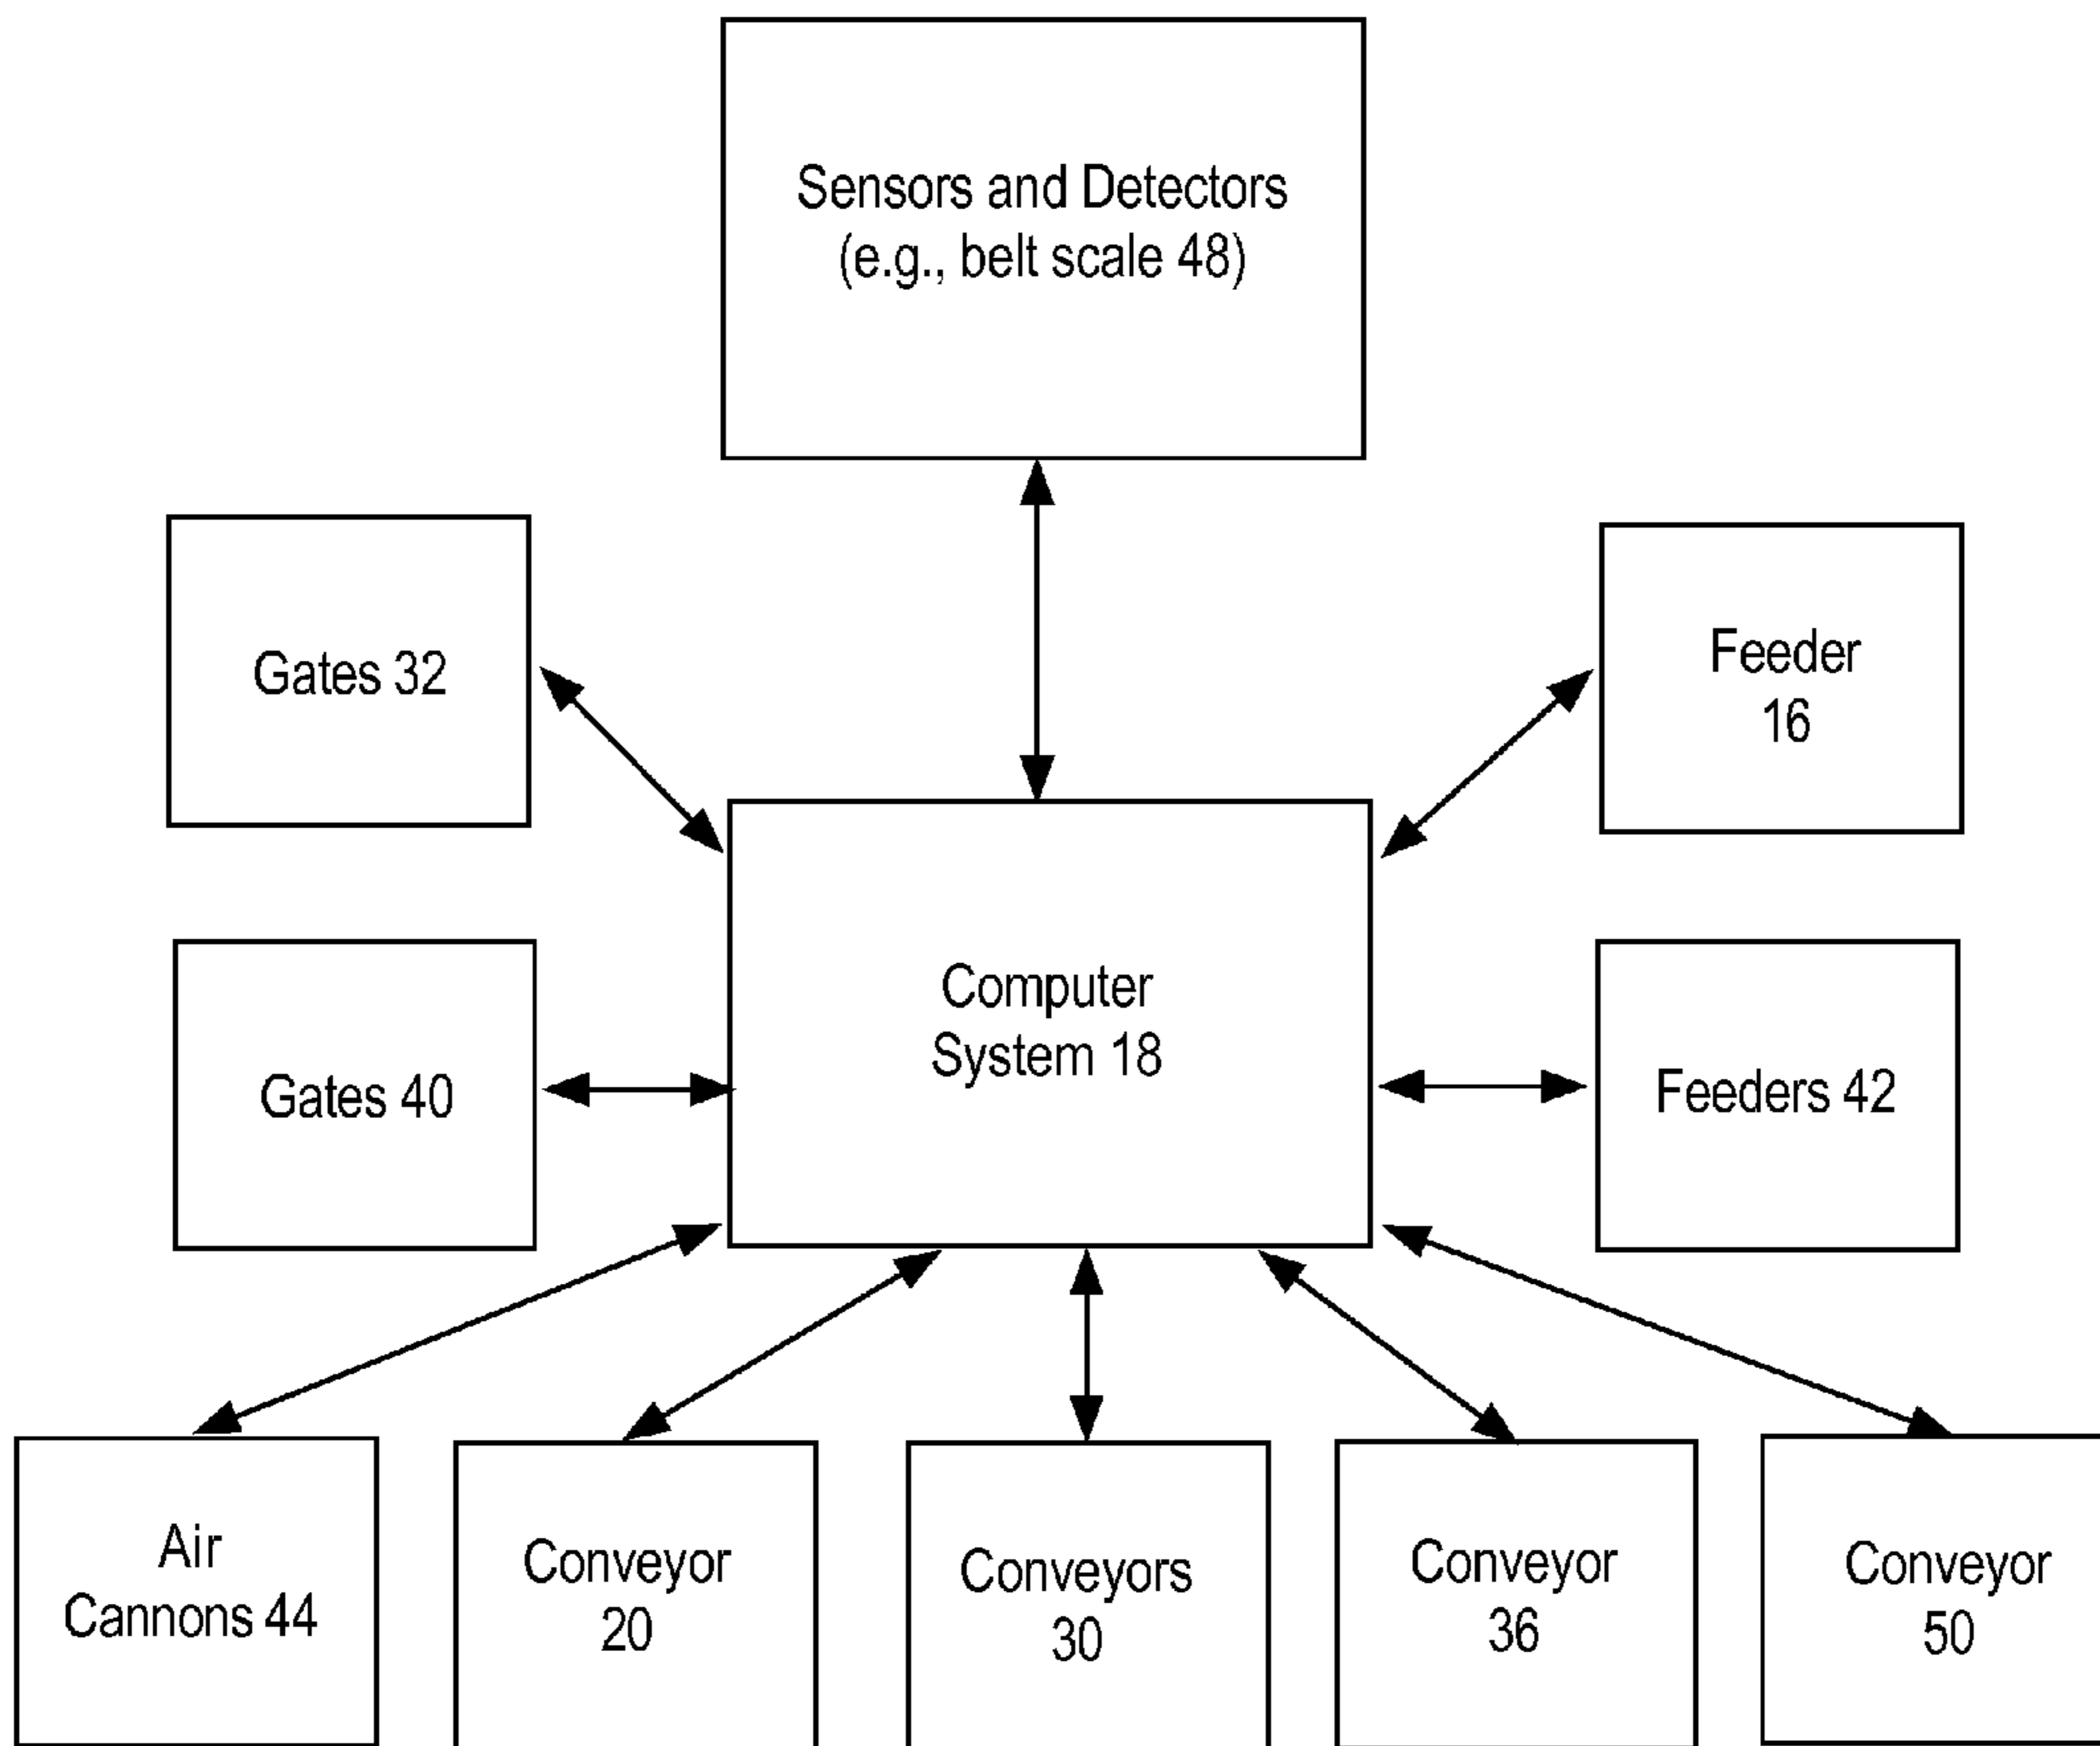 Sensors and Detectors
(e.g., belt scale 48)
Gates 32
Feeder
16
Computer
System 18
Gates 40
Feeders 42
Air
Cannons 44
Conveyor
20
Conveyors
30
Conveyor
36
Conveyor
50